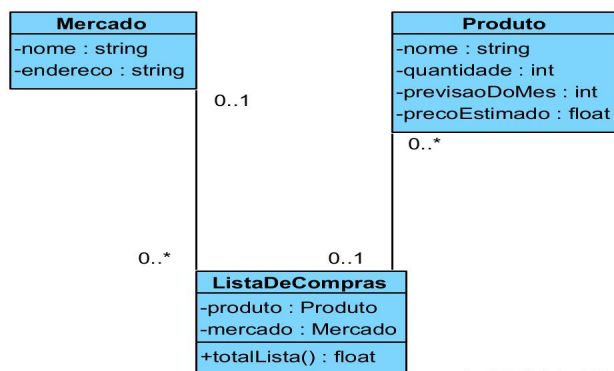 Mercado
-nome : string
-endereco : string
Produto
-nome : string
-quantidade : int
-previsaoDoMes : int
-precoEstimado : float
0..1
0..*
0..*
0..1
ListaDeCompras
-produto : Produto
-mercado : Mercado
+totalLista() : float